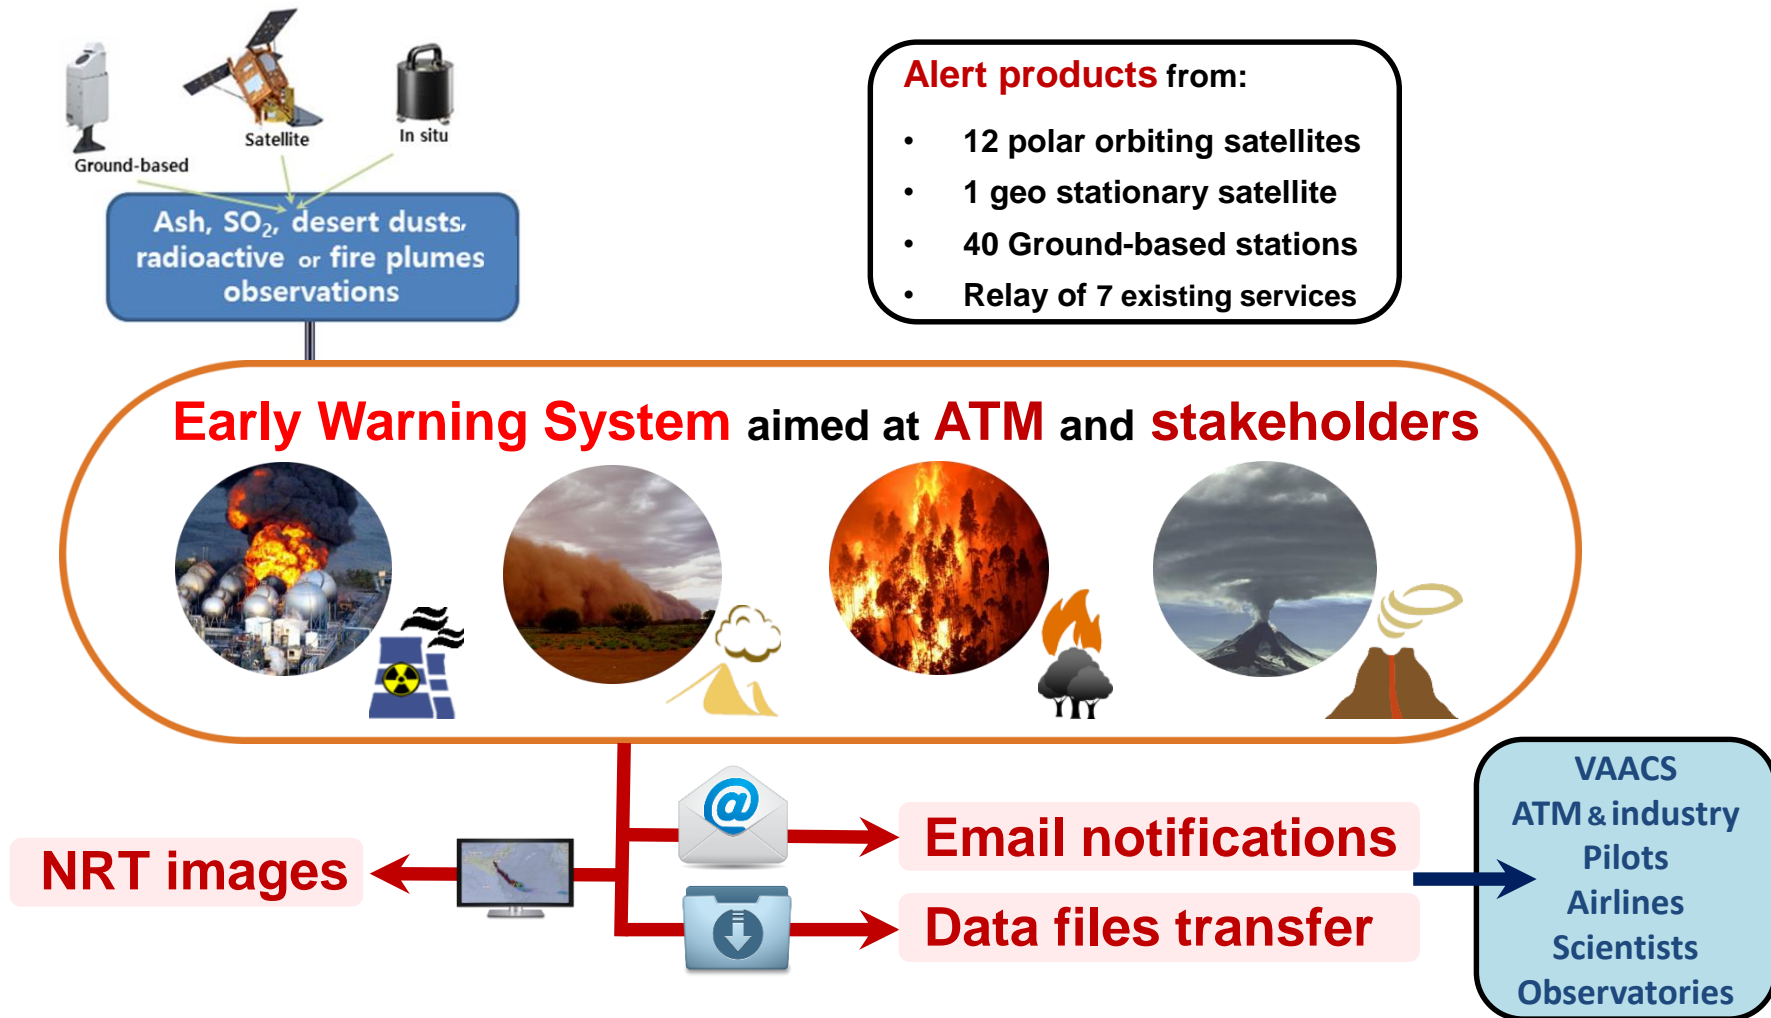 Ground-based
Satellite
In situ
Ash, SO₂, desert dusts,
radioactive or fire plumes
observations
Alert products from:
• 12 polar orbiting satellites
• 1 geo stationary satellite
• 40 Ground-based stations
• Relay of 7 existing services
Early Warning System aimed at ATM and stakeholders
NRT images
@
Email notifications
Data files transfer
VAACS
ATM & industry
Pilots
Airlines
Scientists
Observatories